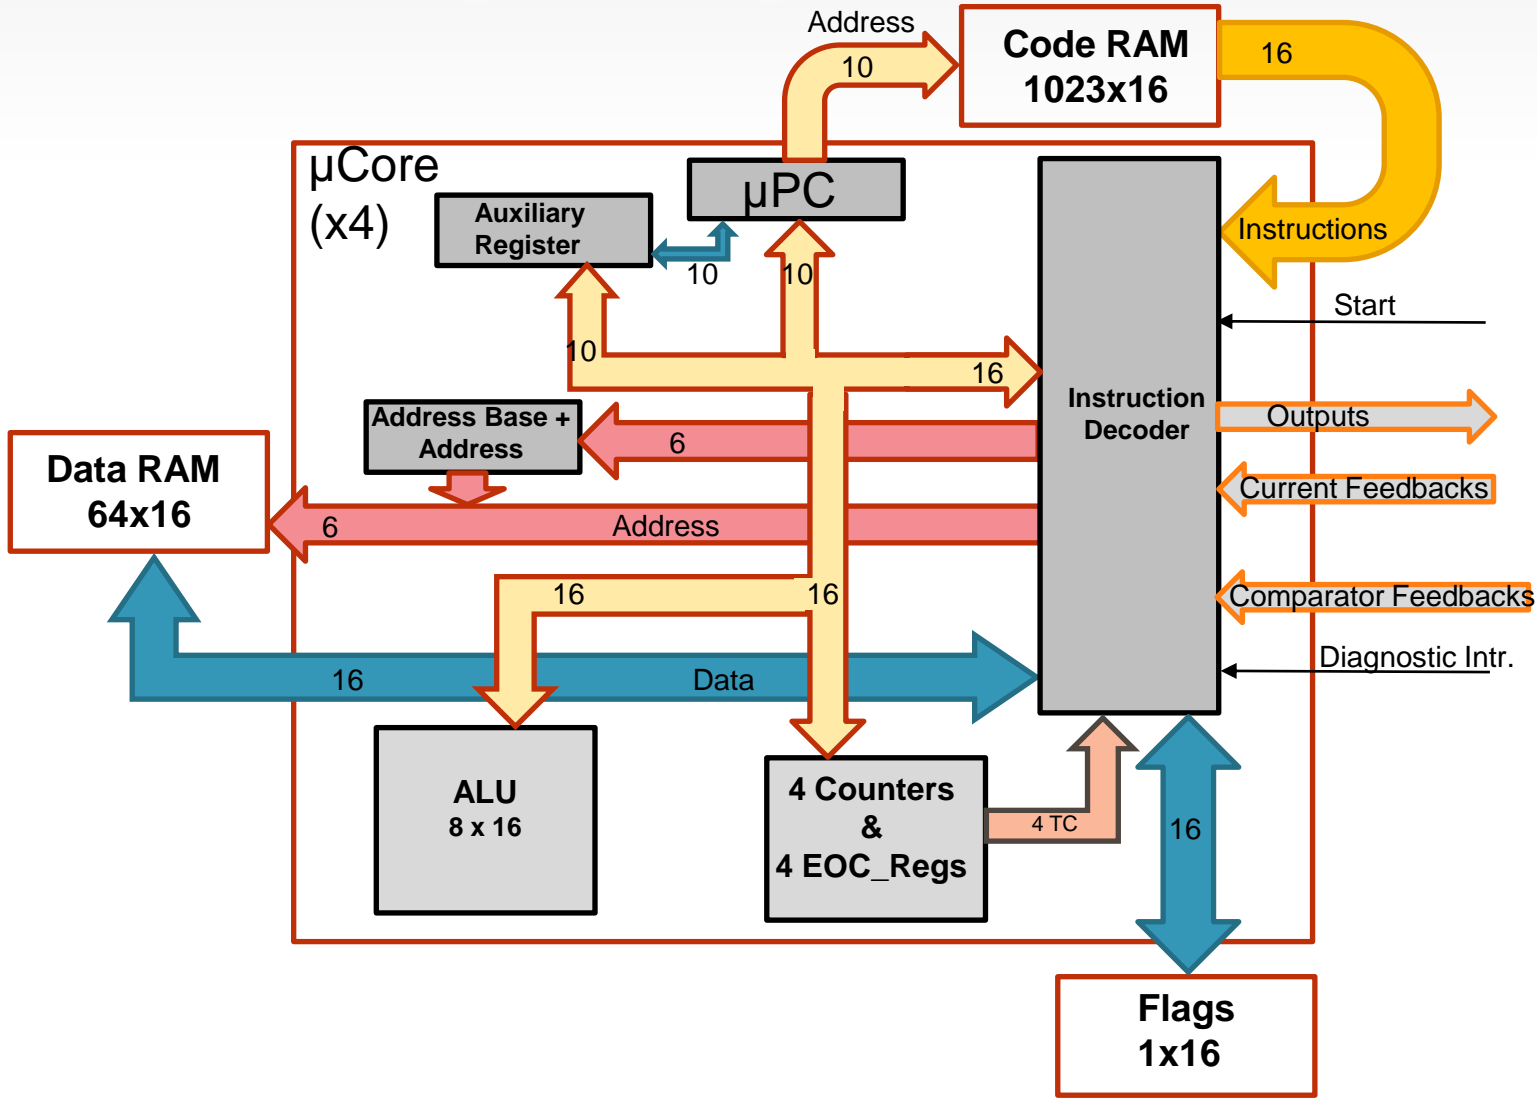 Address
10
Code RAM
1023x16
16
µCore
(x4)
µPC
Auxiliary
Register
10
10
Instructions
Start
10
16
Instruction
Decoder
Address Base +
Address
6
Outputs
Data RAM
64x16
Current Feedbacks
6
Address
16
16
Comparator Feedbacks
16
Data
Diagnostic Intr.
ALU
8 x 16
4 Counters
&
4 EOC_Regs
4 TC
16
Flags
1x16